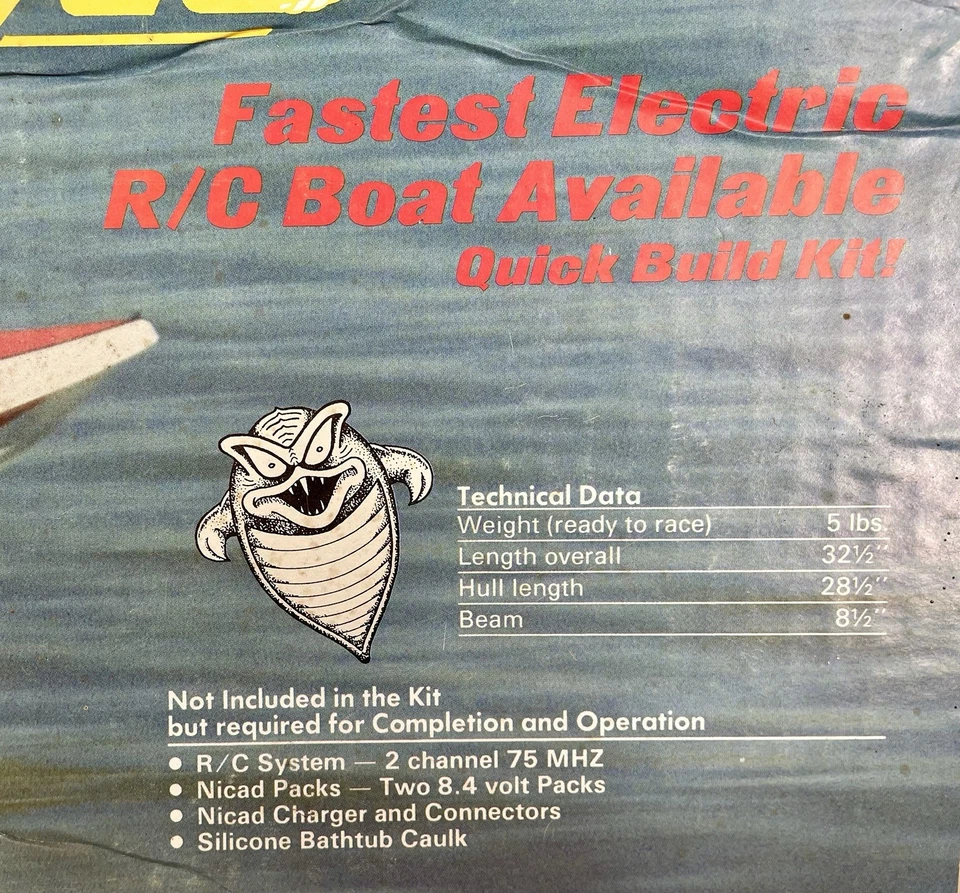 Fastest Electric
R/C Boat Available
Quick Build Kit!
Technical Data
Weight (ready to race) 5 lbs.
Length overall 32½"
Hull length 28½"
Beam 8½"
Not Included in the Kit
but required for Completion and Operation
● R/C System — 2 channel 75 MHZ
● Nicad Packs — Two 8.4 volt Packs
● Nicad Charger and Connectors
● Silicone Bathtub Caulk